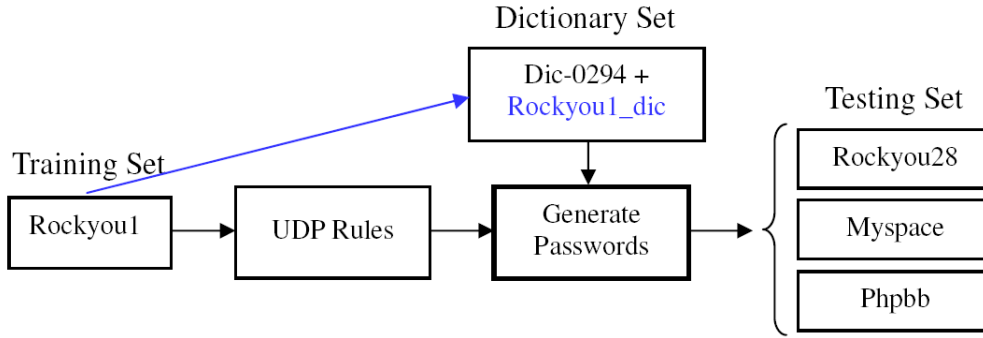 Dictionary Set
Dic-0294 +
Rockyou1_dic
Testing Set
Rockyou28
Training Set
Rockyou1
UDP Rules
Generate
Passwords
Myspace
Phpbb